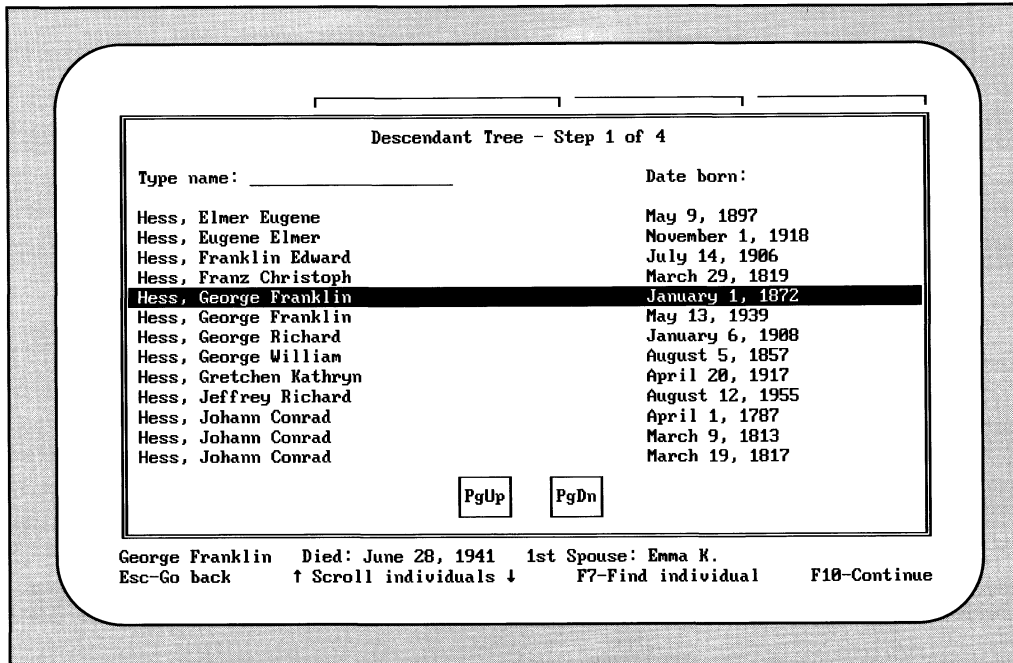 Descendant Tree - Step 1 of 4
Type name: ____________________ Date born:
Hess, Elmer Eugene May 9, 1897
Hess, Eugene Elmer November 1, 1918
Hess, Franklin Edward July 14, 1906
Hess, Franz Christoph March 29, 1819
Hess, George Franklin January 1, 1872
Hess, George Franklin May 13, 1939
Hess, George Richard January 6, 1908
Hess, George William August 5, 1857
Hess, Gretchen Kathryn April 20, 1917
Hess, Jeffrey Richard August 12, 1955
Hess, Johann Conrad April 1, 1787
Hess, Johann Conrad March 9, 1813
Hess, Johann Conrad March 19, 1817
PgUp PgDn
George Franklin Died: June 28, 1941 1st Spouse: Emma K.
Esc-Go back ↑ Scroll individuals ↓ F7-Find individual F10-Continue